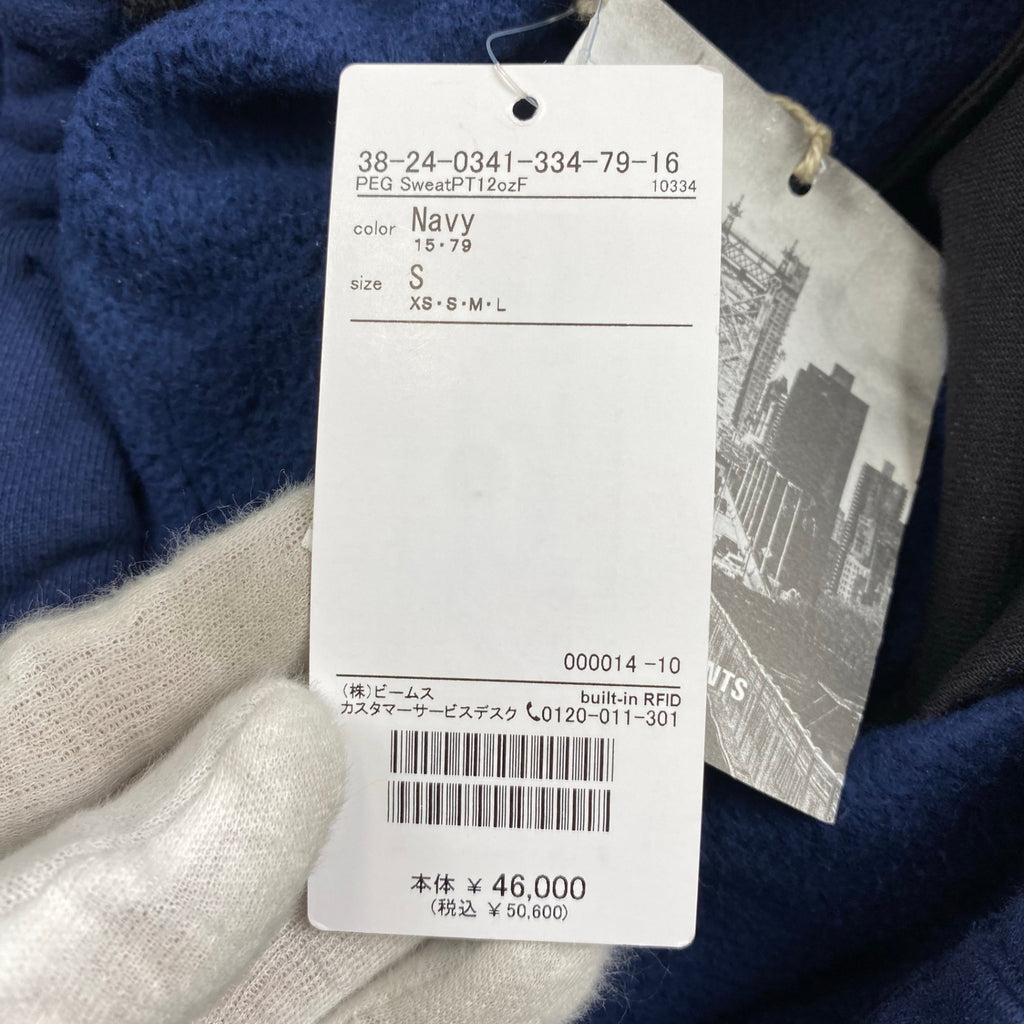 38-24-0341-334-79-16
PEG SweatPT12ozF 10334
color Navy
15・79
size S
XS・S・M・L
000014 -10
(株)ビームス built-in RFID
カスタマーサービスデスク 0120-011-301
本体 ¥ 46,000
(税込 ¥50,600)